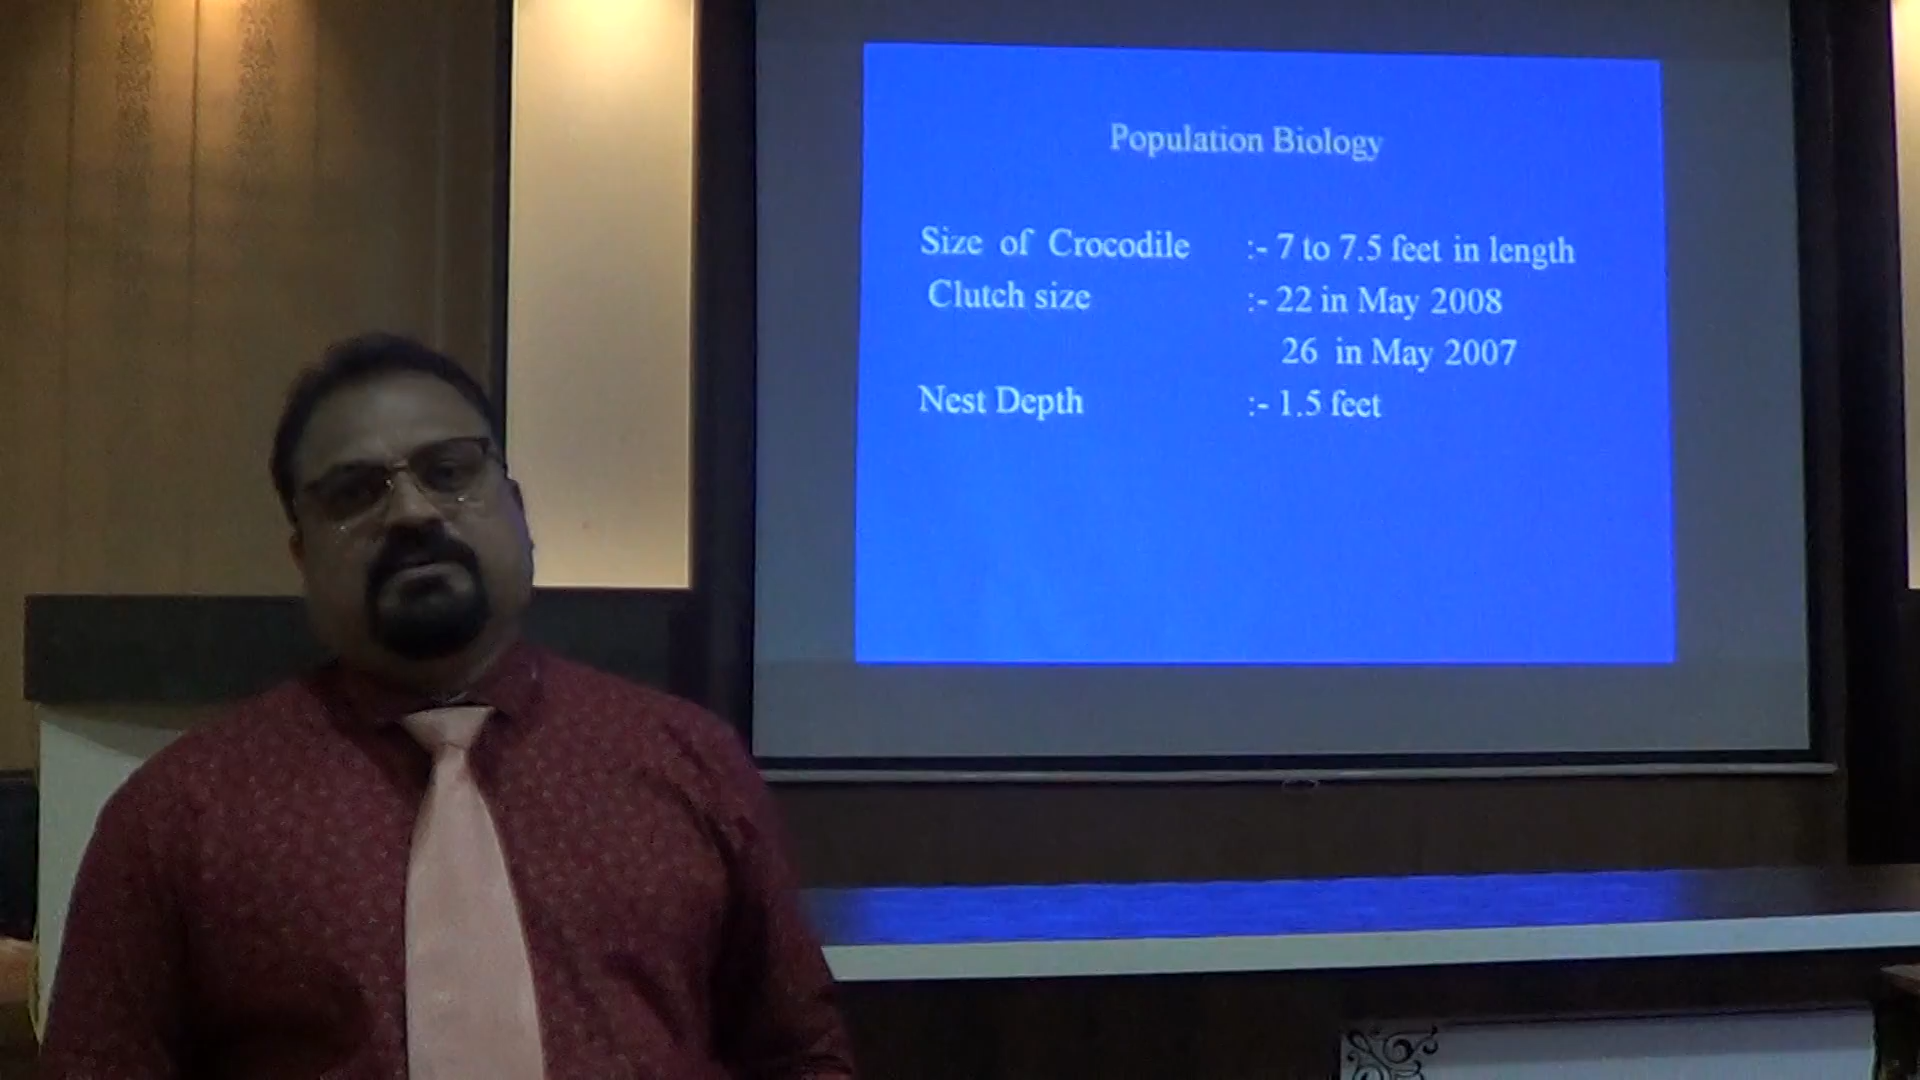 Population Biology
Size of Crocodile :- 7 to 7.5 feet in length
Clutch size :- 22 in May 2008
26 in May 2007
Nest Depth :- 1.5 feet